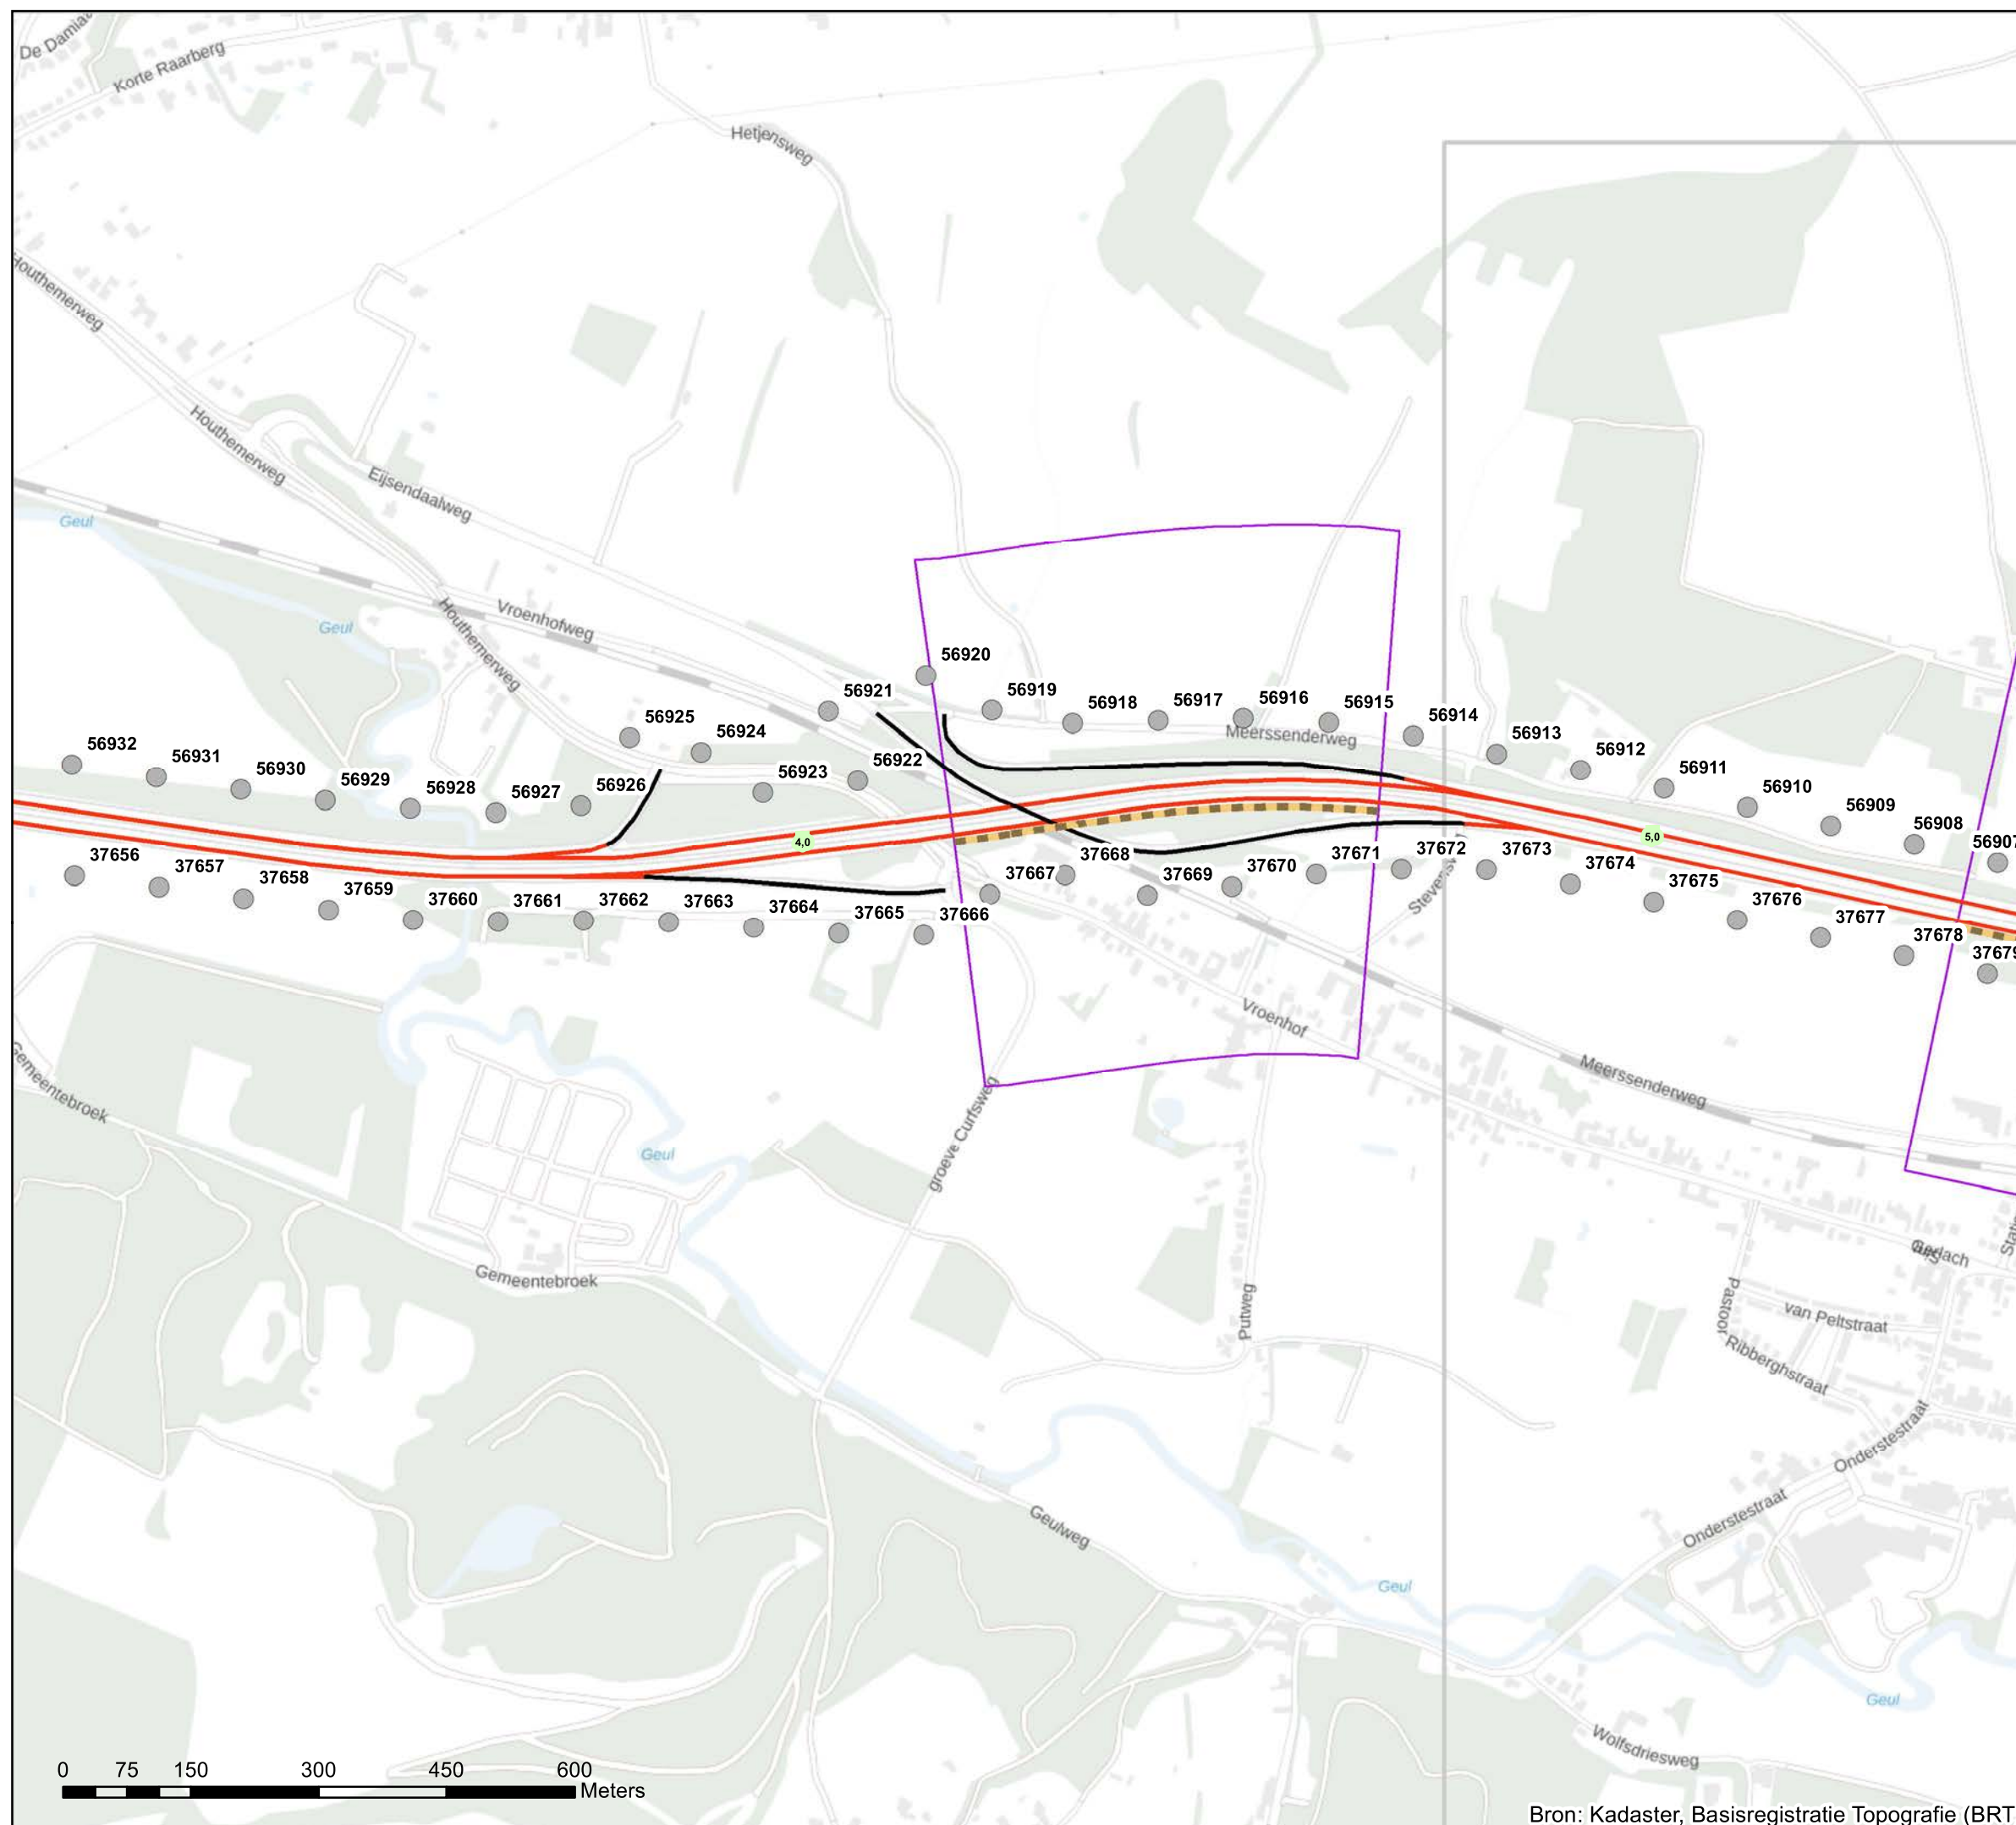 De Damiat
Korte Raarberg
Hetjensweg
Houthemerweg
Houthemerweg
Eijsendaalweg
Geul
Vroenhofweg
Houthemerweg
Geul
56920
56921
56919
56918
56917
56916
56915
56914
56925
56924
56913
56932
56931
56930
56929
56928
56927
56926
56923
56922
Meerssenderweg
56912
56911
56910
56909
56908
56907
4,0
5,0
37656
37657
37658
37659
37660
37661
37662
37663
37664
37665
37666
37667
37668
37669
37670
37671
37672
37673
37674
37675
37676
37677
37678
37679
Vroenhof
Meerssenderweg
Gemeentebroek
groeve Curfsweg
Geul
Gemeentebroek
Putweg
Gerlach
Pastoor
van Peltstraat
Ribberghstraat
Onderstestraat
Onderstestraat
Geulweg
Geul
Geul
Wolfsdriesweg
0 75 150 300 450 600
Meters
Bron: Kadaster, Basisregistratie Topografie (BRT